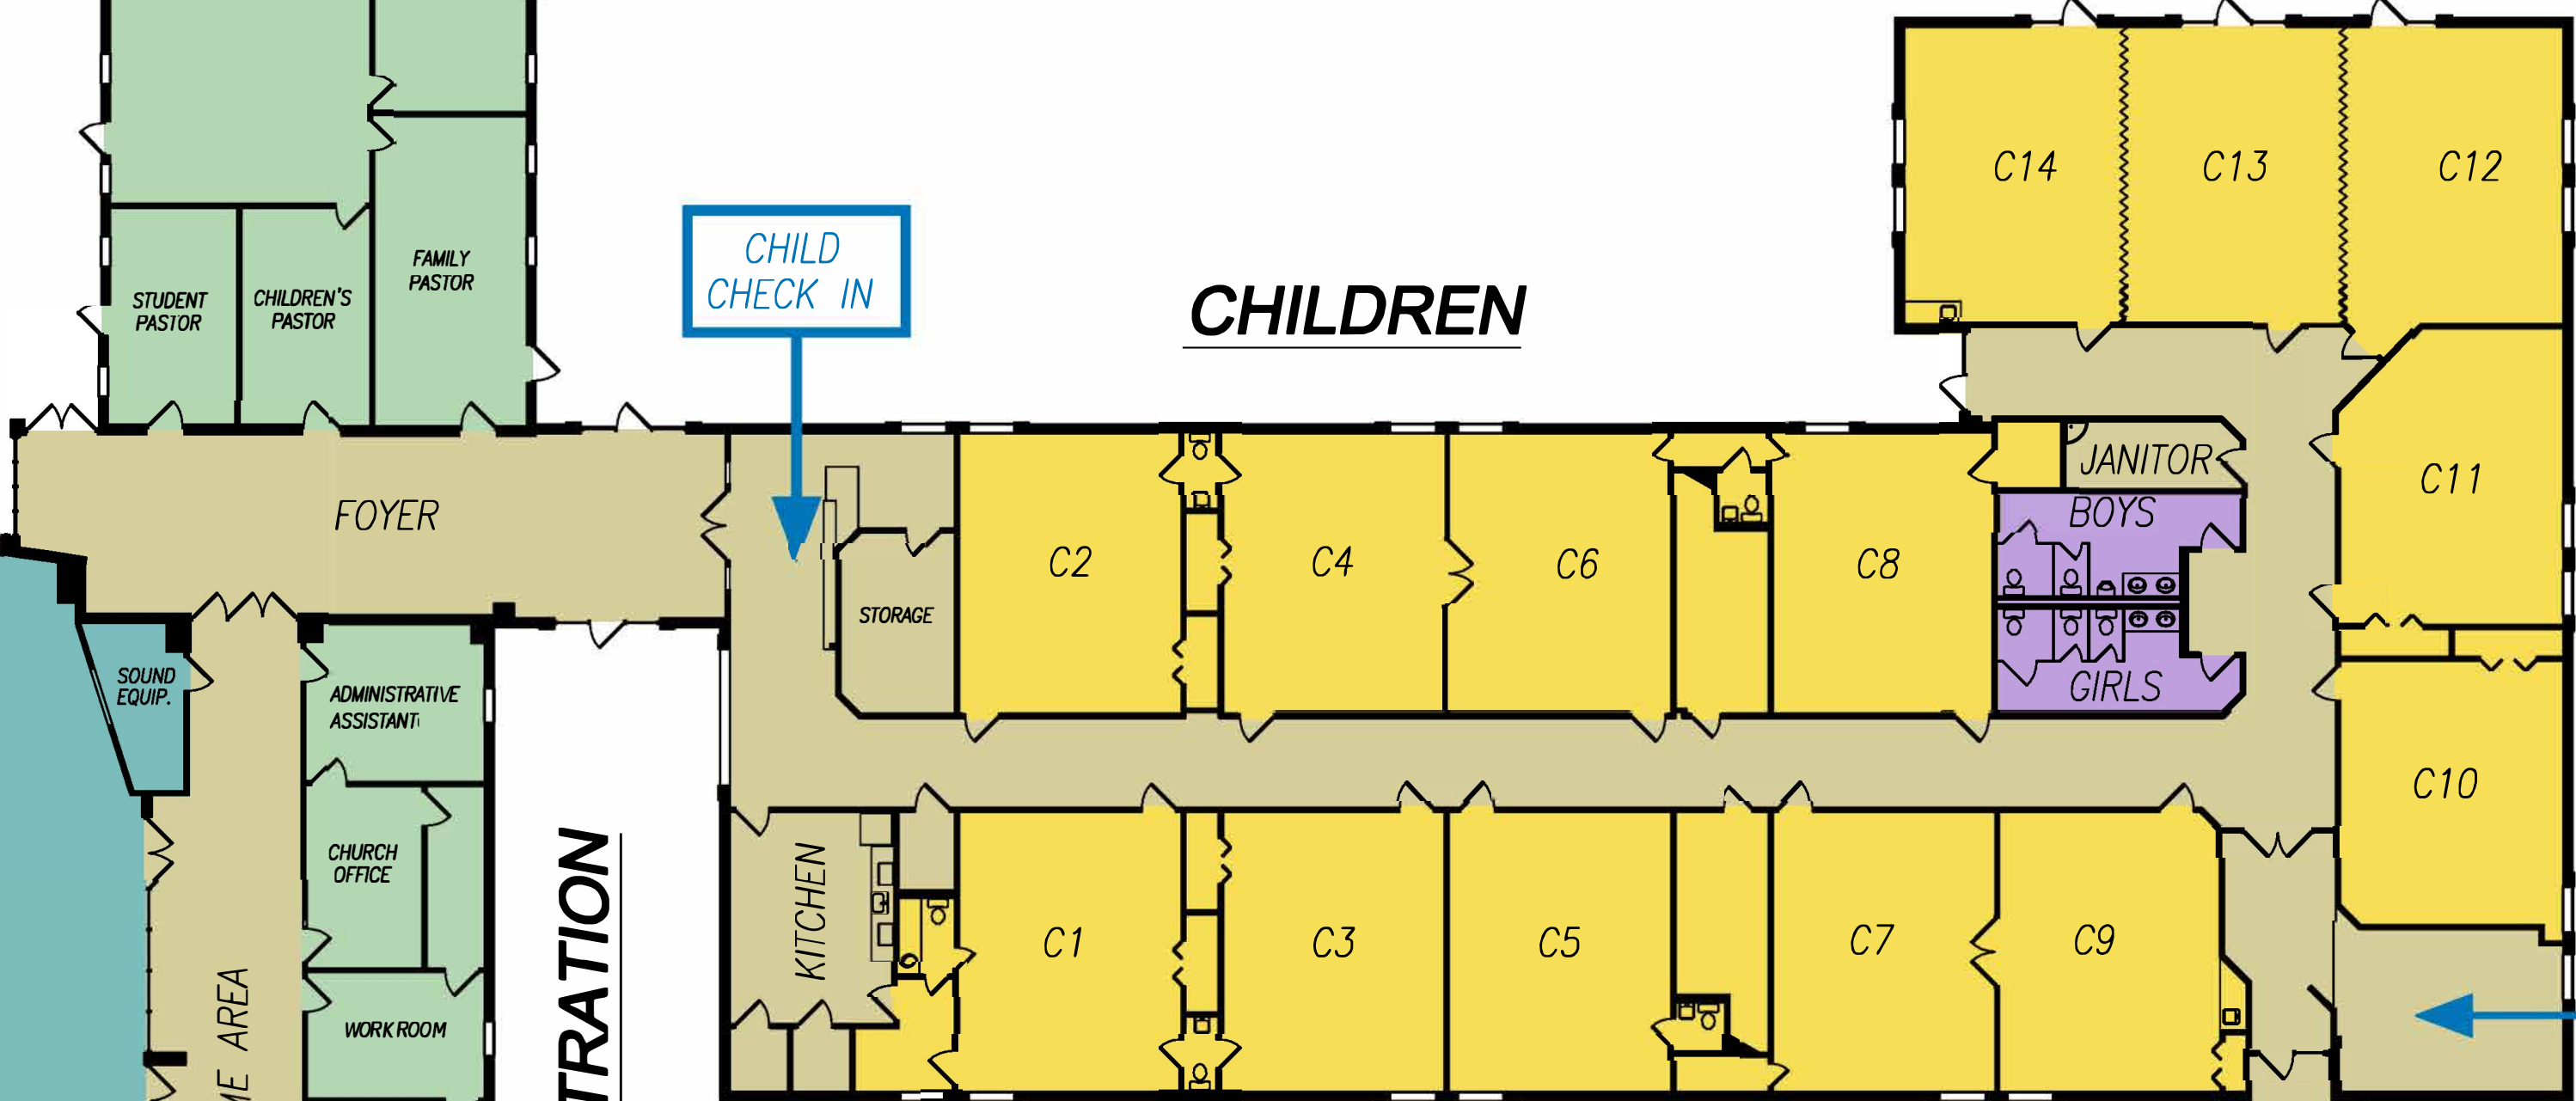 C14
C13
C12
CHILD
CHECK IN
FAMILY
PASTOR
STUDENT
PASTOR
CHILDREN'S
PASTOR
CHILDREN
JANITOR
C11
BOYS
FOYER
C2
C4
C6
C8
STORAGE
SOUND
EQUIP.
ADMINISTRATIVE
ASSISTANT
GIRLS
C10
CHURCH
OFFICE
KITCHEN
C1
C3
C5
C7
C9
WORK ROOM
TRATION
ME AREA